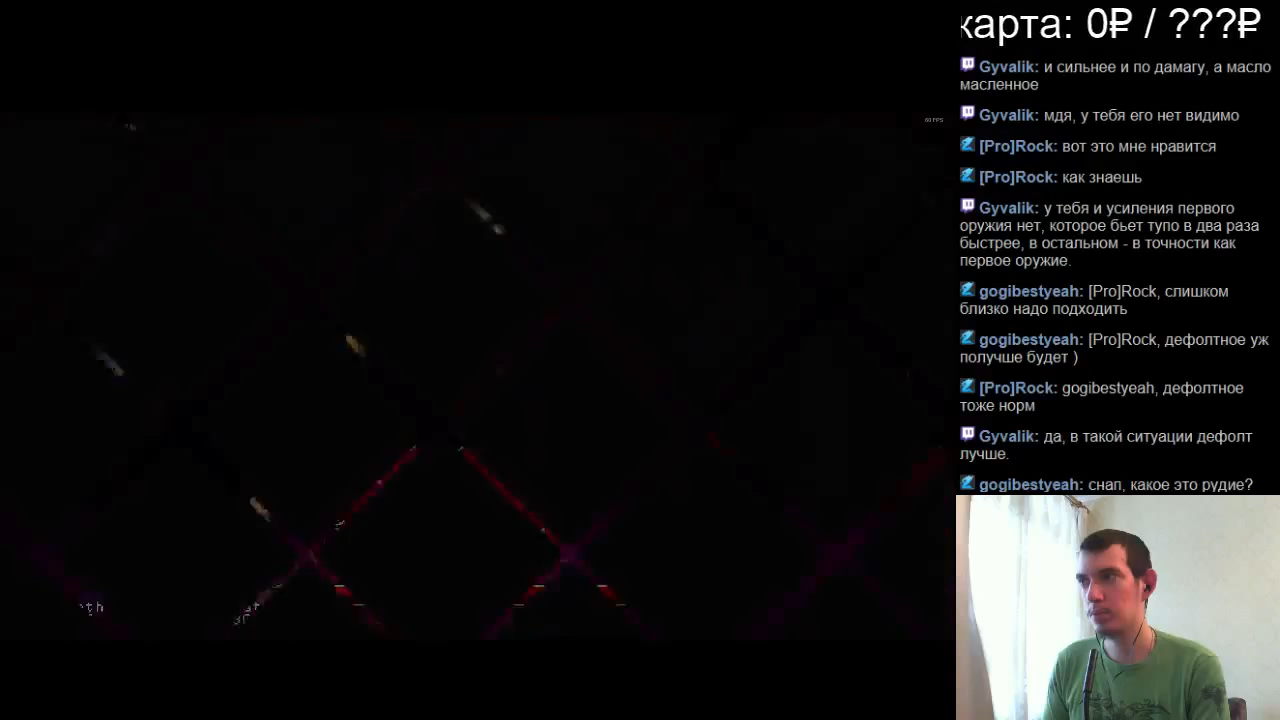 карта: 0₽ / ???₽
Gyvalik: и сильнее и по дамагу, а масло
масленное
Gyvalik: мдя, у тебя его нет видимо
[Pro]Rock: вот это мне нравится
[Pro]Rock: как знаешь
Gyvalik: у тебя и усиления первого
оружия нет, которое бьет тупо в два раза
быстрее, в остальном - в точности как
первое оружие.
gogibestyeah: [Pro]Rock, слишком
близко надо подходить
gogibestyeah: [Pro]Rock, дефолтное уж
получше будет )
[Pro]Rock: gogibestyeah, дефолтное
тоже норм
Gyvalik: да, в такой ситуации дефолт
лучше.
gogibestyeah: снап, какое это рудие?
60 FPS